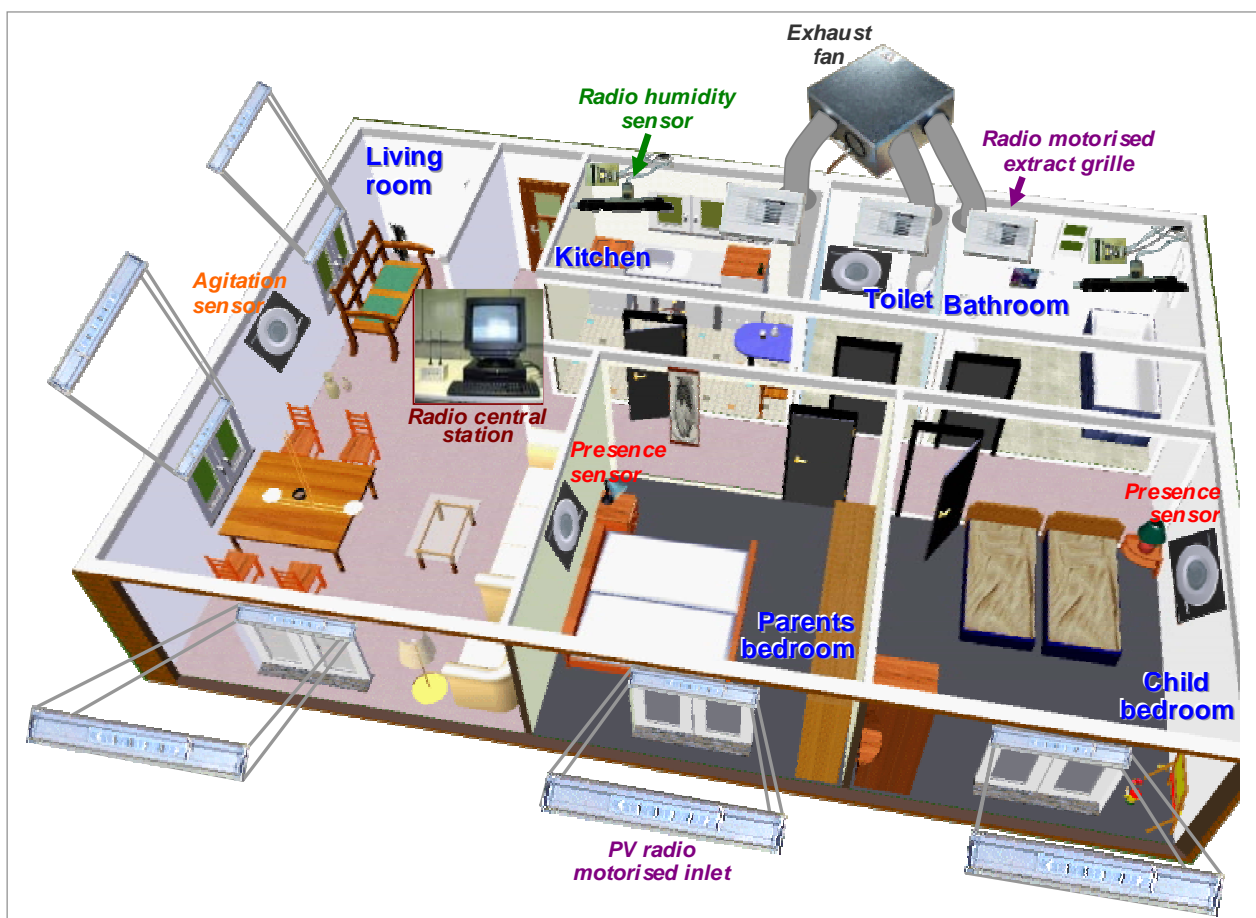 Exhaust
fan
Radio humidity
sensor
Radio motorised
extract grille
Living
room
Kitchen
Toilet
Bathroom
Agitation
sensor
Radio central
station
Presence
sensor
Presence
sensor
Parents
bedroom
Child
bedroom
PV radio
motorised inlet